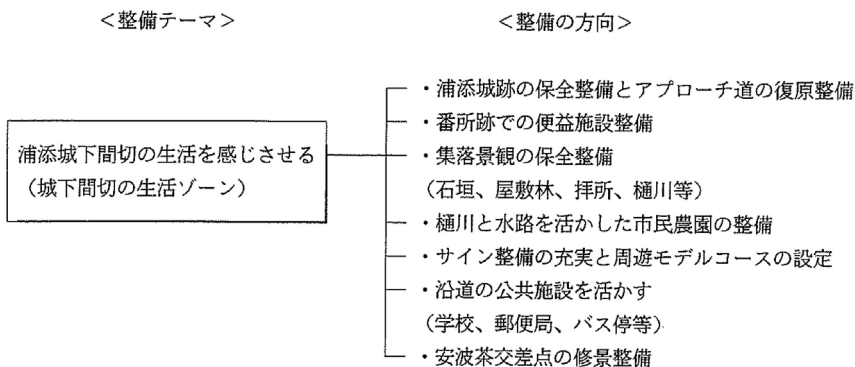 ＜整備テーマ＞
＜整備の方向＞
浦添城下間切の生活を感じさせる
（城下間切の生活ゾーン）
・浦添城跡の保全整備とアプローチ道の復原整備
・番所跡での便益施設整備
・集落景観の保全整備
（石垣、屋敷林、拝所、樋川等）
・樋川と水路を活かした市民農園の整備
・サイン整備の充実と周遊モデルコースの設定
・沿道の公共施設を活かす
（学校、郵便局、バス停等）
・安波茶交差点の修景整備